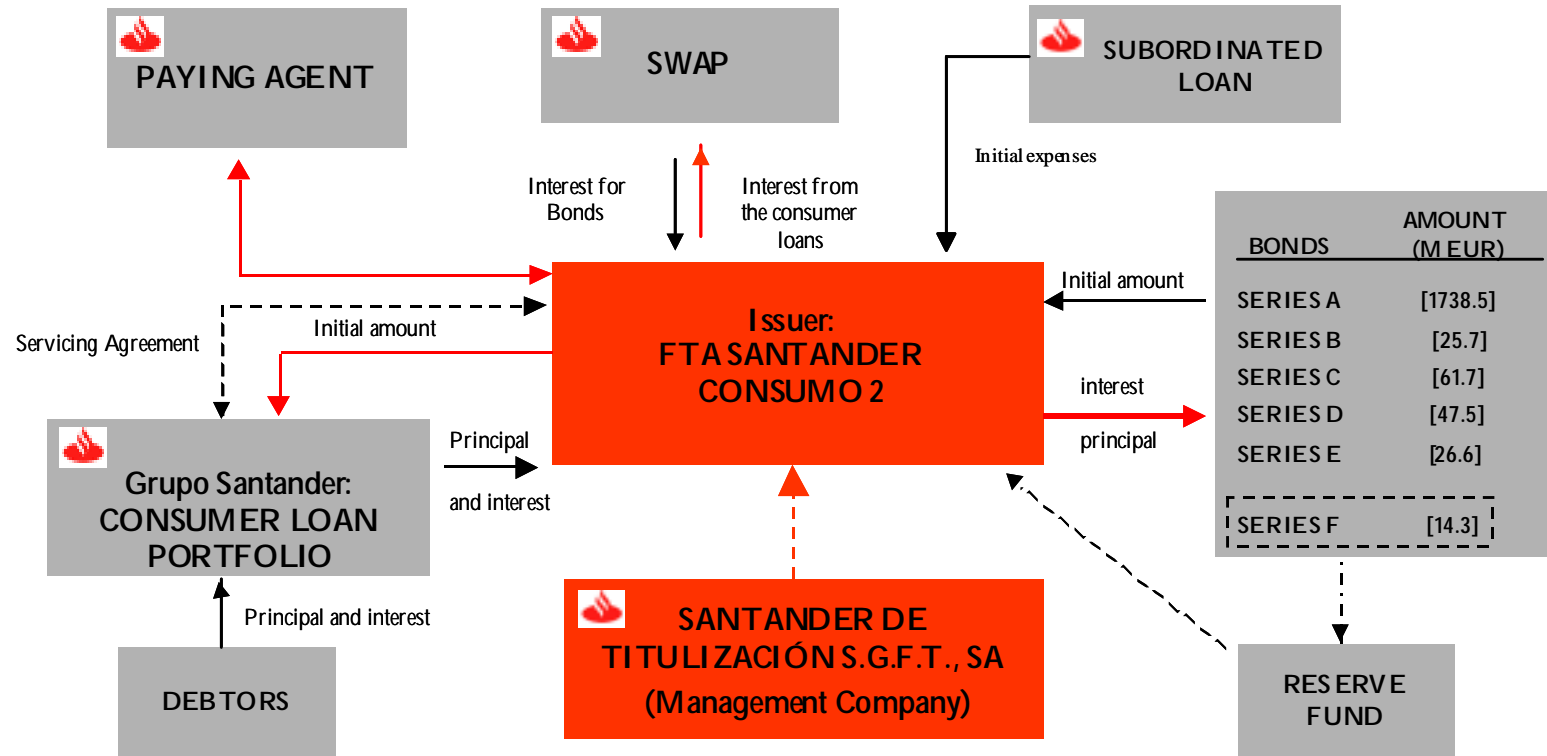 PAYING AGENT
SWAP
SUBORDINATED
LOAN
Initial expenses
Interest for
Bonds
Interest from
the consumer
loans
BONDS AMOUNT
(M EUR)
SERIES A [1738.5]
SERIES B [25.7]
SERIES C [61.7]
SERIES D [47.5]
SERIES E [26.6]
SERIES F [14.3]
Initial amount
Issuer:
FTA SANTANDER
CONSUMO 2
Servicing Agreement
Initial amount
interest
principal
Grupo Santander:
CONSUMER LOAN
PORTFOLIO
Principal
and interest
Principal and interest
DEBTORS
SANTANDER DE
TITULIZACIÓN S.G.F.T., SA
(Management Company)
RESERVE
FUND